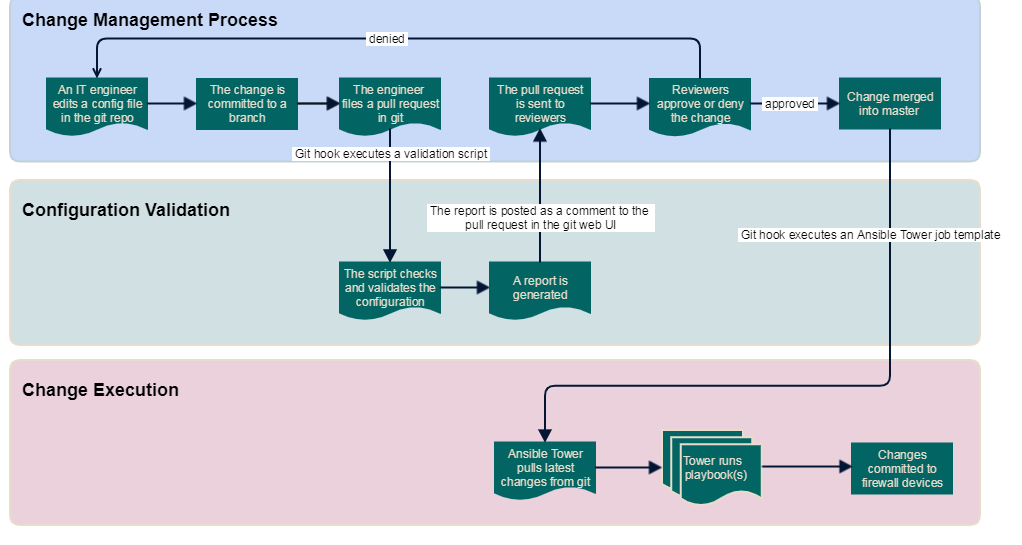 Change Management Process
denied
An IT engineer
edits a config file
in the git repo
The change is
committed to a
branch
The engineer
files a pull request
in git
The pull request
is sent to
reviewers
Reviewers
approve or deny
the change
approved
Change merged
into master
Git hook executes a validation script
Configuration Validation
The report is posted as a comment to the
pull request in the git web UI
Git hook executes an Ansible Tower job template
The script checks
and validates the
configuration
A report is
generated
Change Execution
Ansible Tower
pulls latest
changes from git
Tower runs
playbook(s)
Changes
committed to
firewall devices